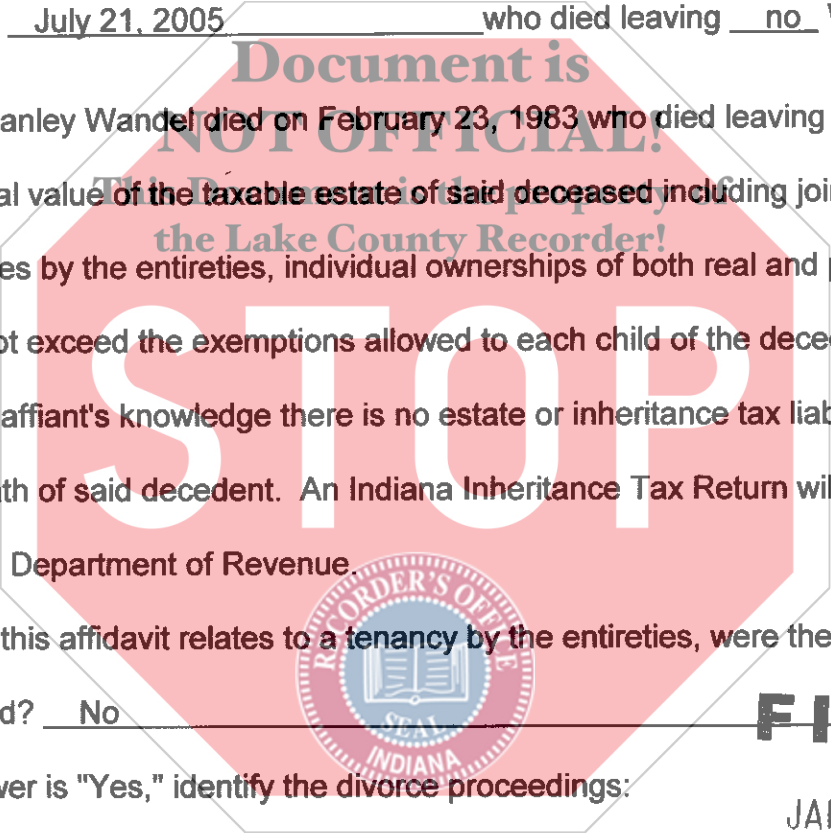 July 21, 2005 who died leaving no
Document is
anley Wandel died on February 23, 1983 who died leaving
NOT OFFICIAL!
al value of the taxable estate of said deceased including joi
This Document is the property of
the Lake County Recorder!
es by the entireties, individual ownerships of both real and
ot exceed the exemptions allowed to each child of the dece
STOP
affiant's knowledge there is no estate or inheritance tax liab
th of said decedent. An Indiana Inheritance Tax Return wil
Department of Revenue.
RECORDER'S OFFICE
this affidavit relates to a tenancy by the entireties, were the
d? No
SEAL
INDIANA
FI
ver is "Yes," identify the divorce proceedings:
JA